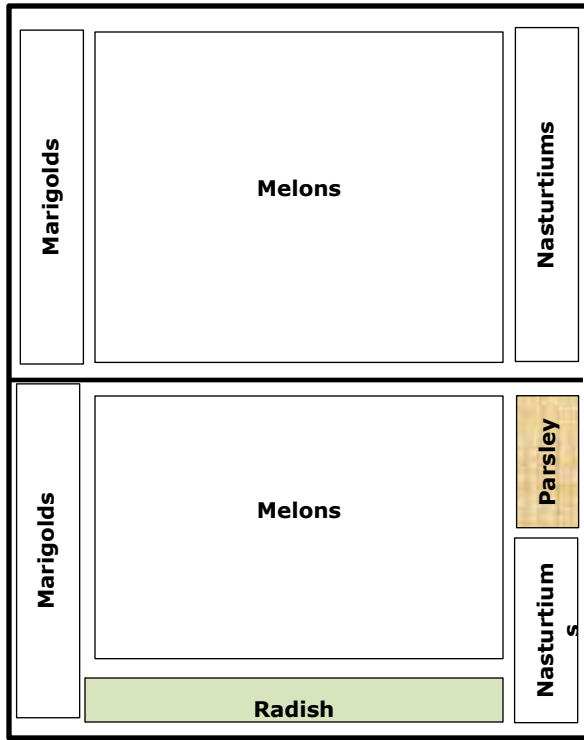 Marigolds
Melons
Nasturtiums
Marigolds
Melons
Parsley
Nasturtium
s
Radish